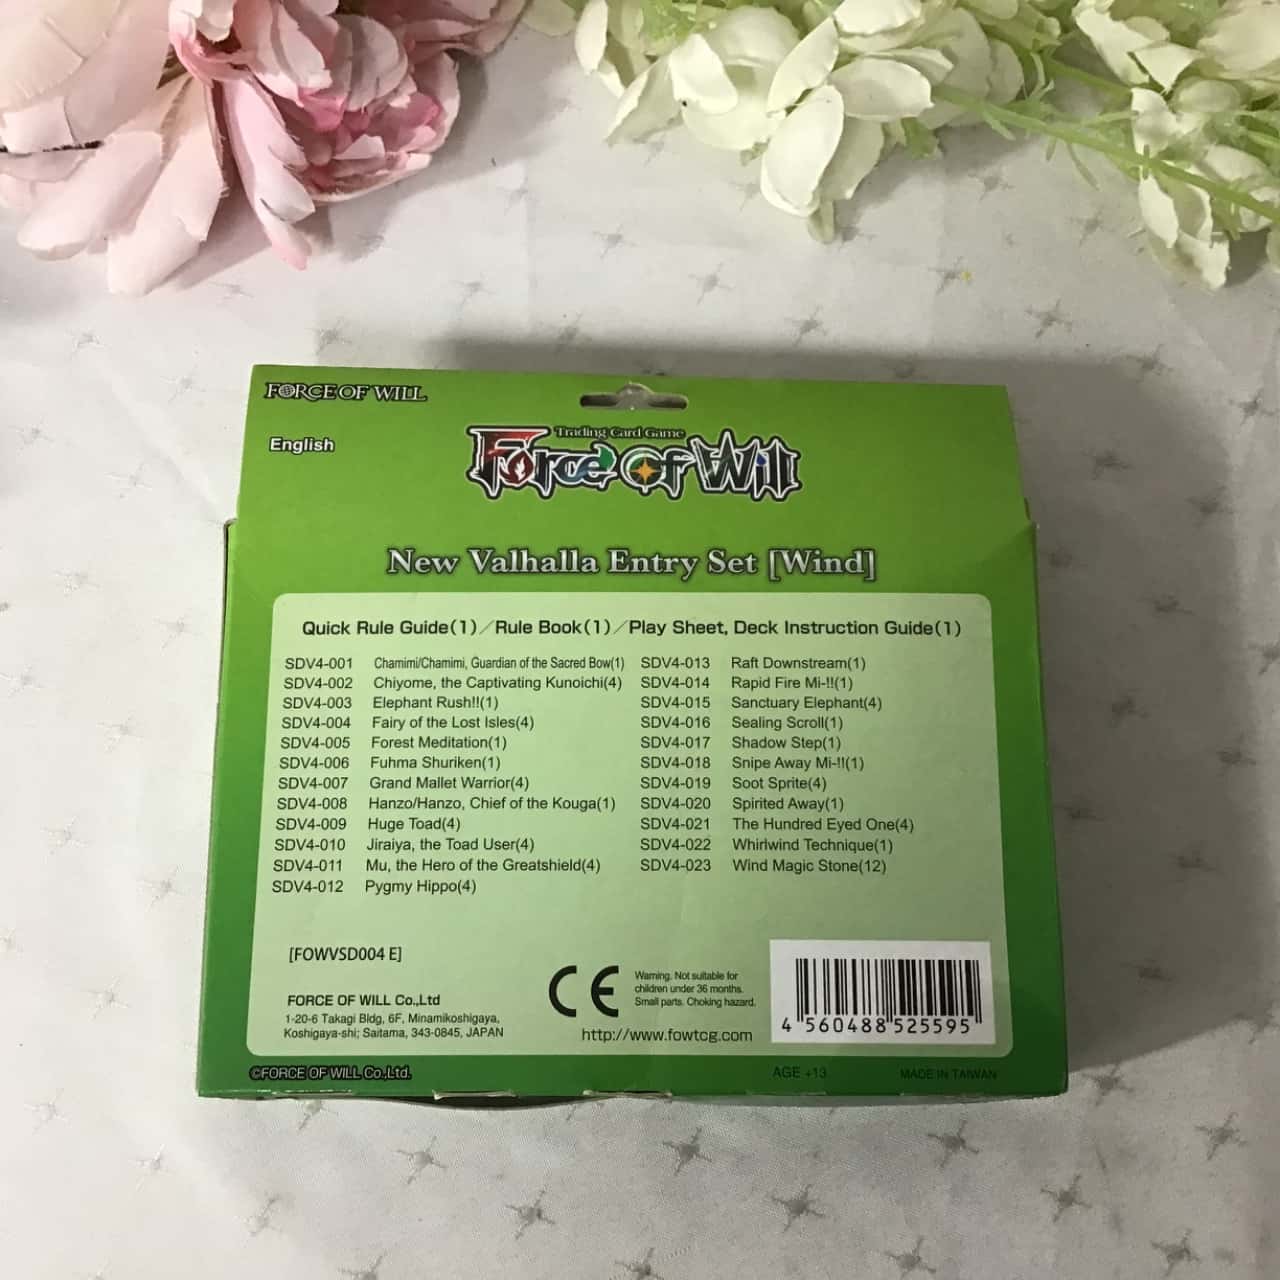 FORCE OF WILL
English
Trading Card Game
Force of Will
New Valhalla Entry Set [Wind]
Quick Rule Guide(1)／Rule Book(1)／Play Sheet, Deck Instruction Guide(1)
SDV4-001 Chamimi/Chamimi, Guardian of the Sacred Bow(1)
SDV4-002 Chiyome, the Captivating Kunoichi(4)
SDV4-003 Elephant Rush!!(1)
SDV4-004 Fairy of the Lost Isles(4)
SDV4-005 Forest Meditation(1)
SDV4-006 Fuhma Shuriken(1)
SDV4-007 Grand Mallet Warrior(4)
SDV4-008 Hanzo/Hanzo, Chief of the Kouga(1)
SDV4-009 Huge Toad(4)
SDV4-010 Jiraiya, the Toad User(4)
SDV4-011 Mu, the Hero of the Greatshield(4)
SDV4-012 Pygmy Hippo(4)
SDV4-013 Raft Downstream(1)
SDV4-014 Rapid Fire Mi-!!(1)
SDV4-015 Sanctuary Elephant(4)
SDV4-016 Sealing Scroll(1)
SDV4-017 Shadow Step(1)
SDV4-018 Snipe Away Mi-!!(1)
SDV4-019 Soot Sprite(4)
SDV4-020 Spirited Away(1)
SDV4-021 The Hundred Eyed One(4)
SDV4-022 Whirlwind Technique(1)
SDV4-023 Wind Magic Stone(12)
[FOWVSD004 E]
FORCE OF WILL Co.,Ltd
1-20-6 Takagi Bldg, 6F, Minamikoshigaya,
Koshigaya-shi; Saitama, 343-0845, JAPAN
CE
Warning. Not suitable for
children under 36 months.
Small parts. Choking hazard.
http://www.fowtcg.com
4 560488 525595
©FORCE OF WILL Co.,Ltd.
AGE +13
MADE IN TAIWAN